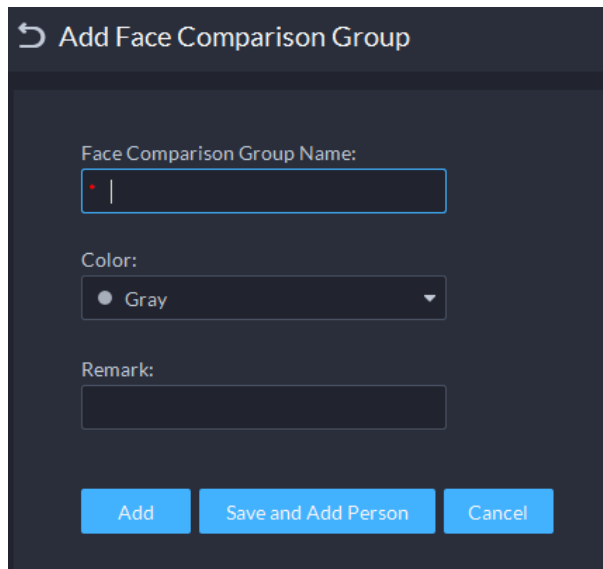 Add Face Comparison Group
Face Comparison Group Name:
*
Color:
Gray
Remark:
Add Save and Add Person Cancel